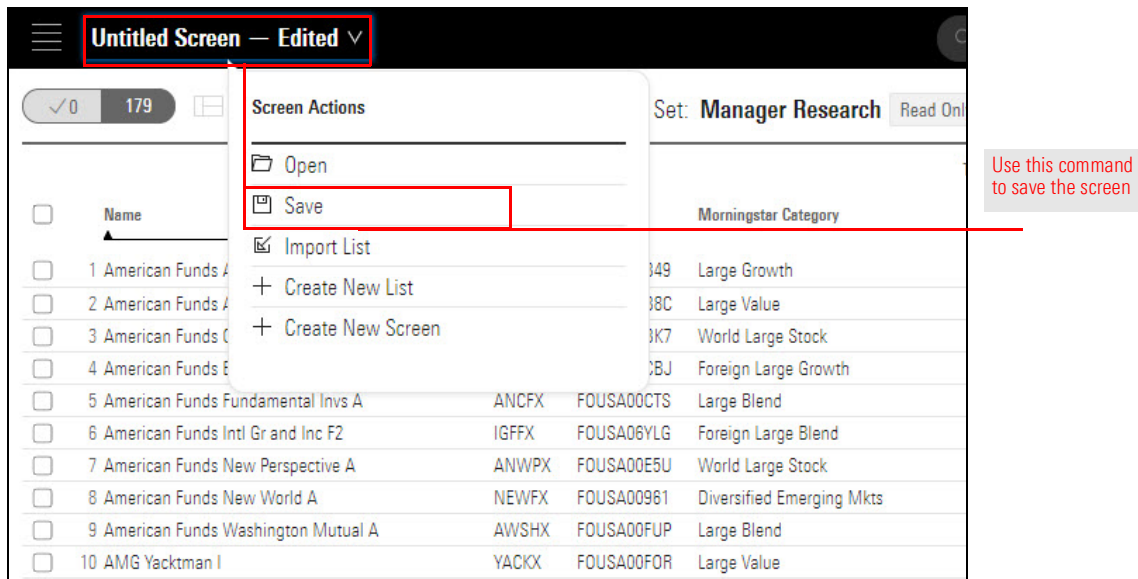 Untitled Screen — Edited
0 179
Screen Actions
Set: Manager Research Read Onl
Open
Save
Import List
Create New List
Create New Screen
Use this command
to save the screen
Name Morningstar Category
1 American Funds A 349 Large Growth
2 American Funds A 38C Large Value
3 American Funds C 3K7 World Large Stock
4 American Funds E CBJ Foreign Large Growth
5 American Funds Fundamental Invs A ANCFX FOUSA00CTS Large Blend
6 American Funds Intl Gr and Inc F2 IGFFX FOUSA06YLG Foreign Large Blend
7 American Funds New Perspective A ANWPX FOUSA00E5U World Large Stock
8 American Funds New World A NEWFX FOUSA00961 Diversified Emerging Mkts
9 American Funds Washington Mutual A AWSHX FOUSA00FUP Large Blend
10 AMG Yacktman I YACKX FOUSA00FOR Large Value